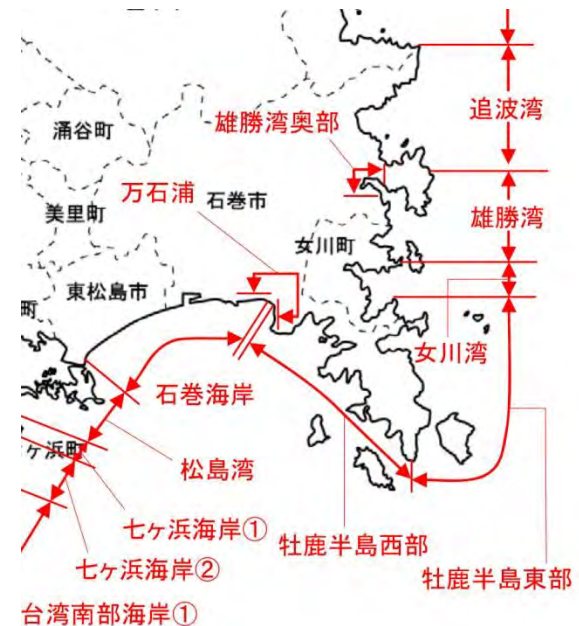 追波湾
涌谷町
雄勝湾奥部
万石浦
石巻市
美里町
雄勝湾
女川町
東松島市
町
女川湾
石巻海岸
ヶ浜町
松島湾
七ヶ浜海岸①
牡鹿半島西部
七ヶ浜海岸②
牡鹿半島東部
台湾南部海岸①